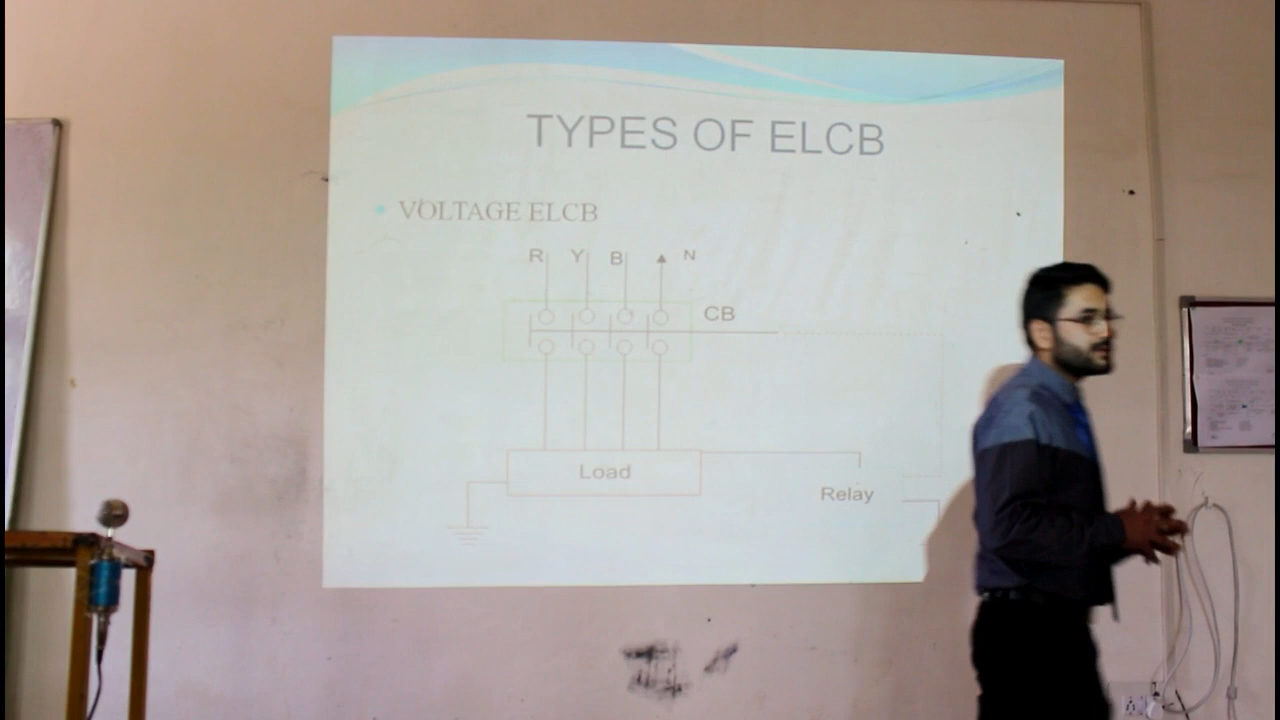 TYPES OF ELCB
VOLTAGE ELCB
R Y B N
CB
Load
Relay